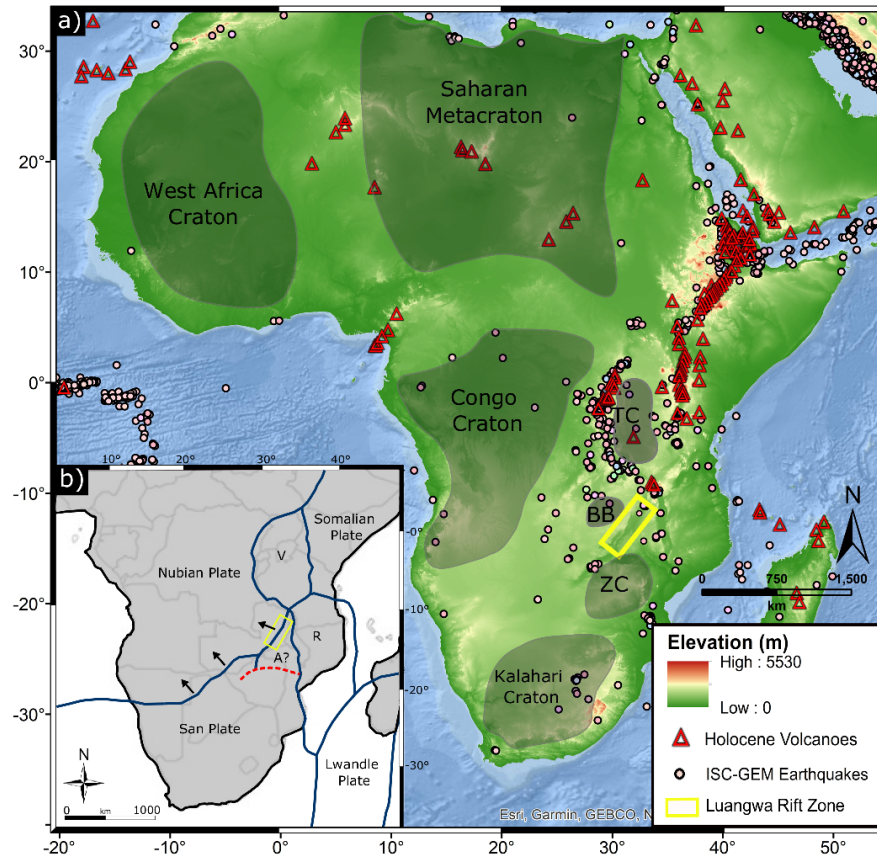 a)
30°
20°
10°
0°
-10°
-20°
-30°
Saharan
Metacraton
West Africa
Craton
Congo
Craton
TC
BB
ZC
Kalahari
Craton
N
0 750 1,500
km
10° 20° 30° 40°
-0°
-10°
-20°
-30°
b)
Somalian
Plate
Nubian Plate
V
R
A?
San Plate
Lwandle
Plate
N
0 1000
km
Elevation (m)
High : 5530
Low : 0
Holocene Volcanoes
ISC-GEM Earthquakes
Luangwa Rift Zone
Esri, Garmin, GEBCO, N
-20° -10° 0° 10° 20° 30° 40° 50°